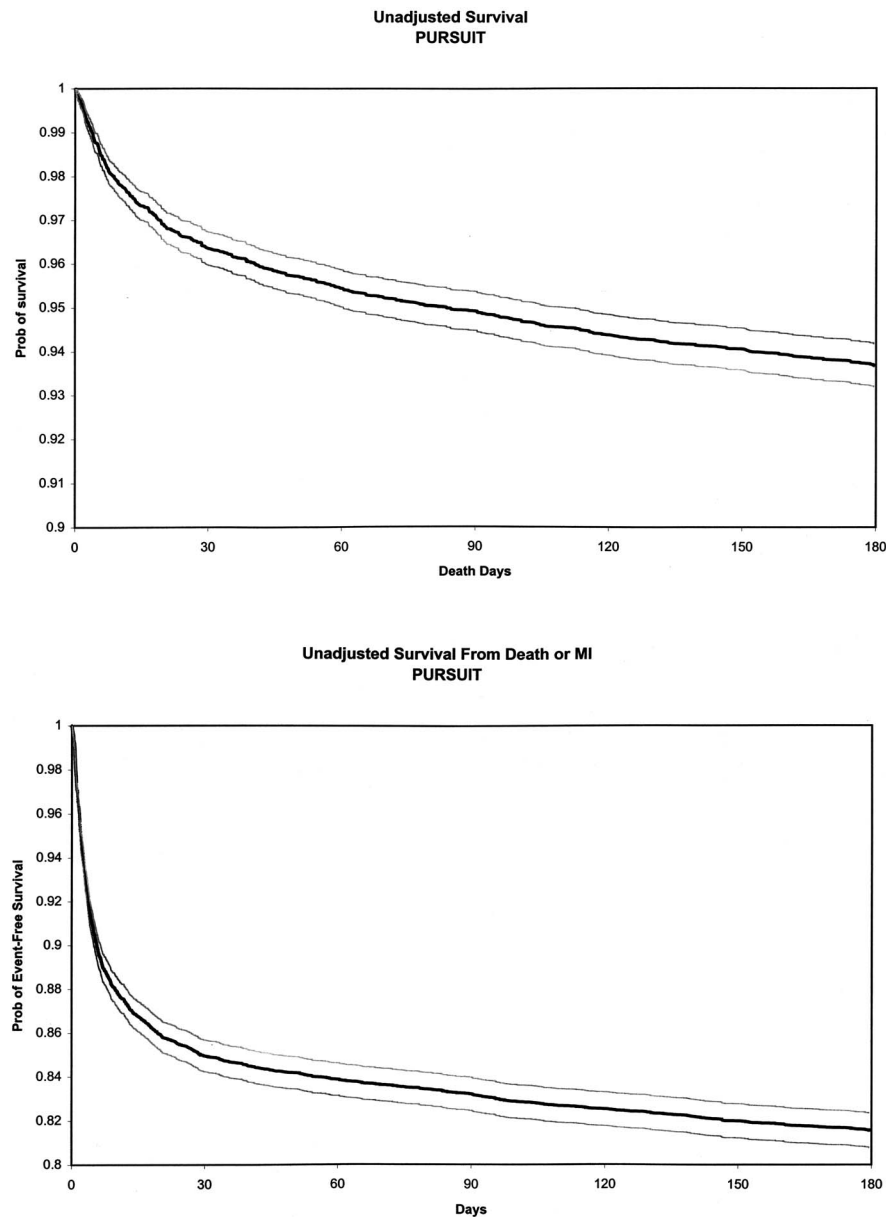 Unadjusted Survival
PURSUIT
1
0.99
0.98
0.97
0.96
0.95
0.94
0.93
0.92
0.91
0.9
Prob of survival
0 30 60 90 120 150 180
Death Days
Unadjusted Survival From Death or MI
PURSUIT
1
0.98
0.96
0.94
0.92
0.9
0.88
0.86
0.84
0.82
0.8
Prob of Event-Free Survival
0 30 60 90 120 150 180
Days